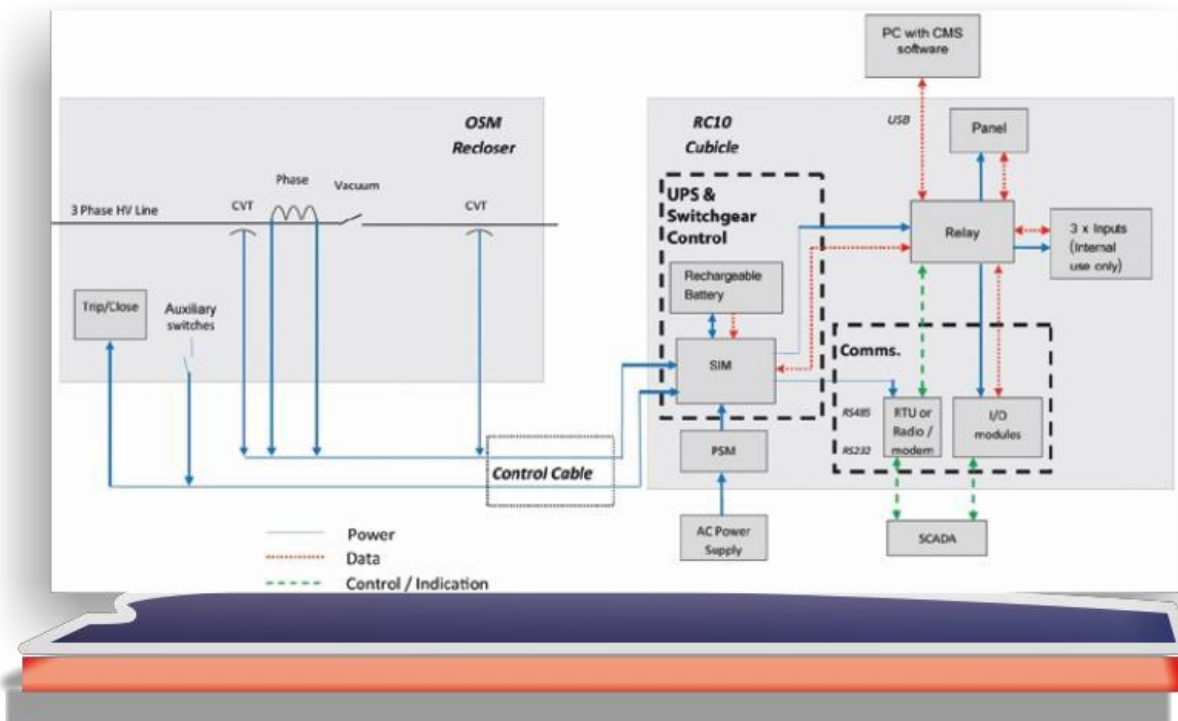 PC with CMS
software
OSM
Recloser
RC10
Cubicle
USB
Panel
Phase
Vacuum
CVT
CVT
3 Phase HV Line
UPS &
Switchgear
Control
Relay
3 x Inputs
(Internal
use only)
Rechargeable
Battery
Trip/Close
Auxiliary
switches
SIM
Comms.
RS485
RTU or
Radio /
modem
I/O
modules
RS232
PSM
Control Cable
AC Power
Supply
SCADA
Power
Data
Control / Indication